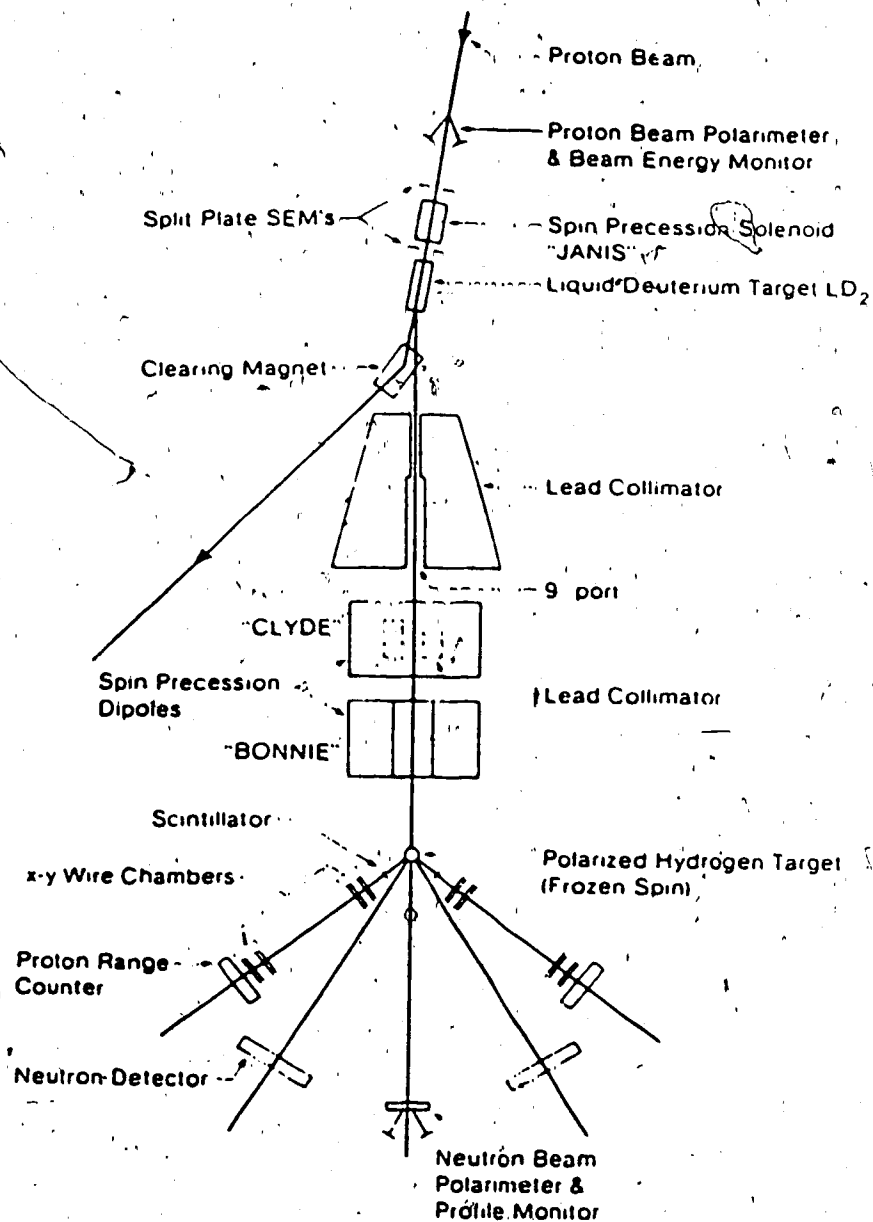 Proton Beam
Proton Beam Polarimeter
& Beam Energy Monitor
Split Plate SEM's
Spin Precession Solenoid
"JANIS"
Liquid Deuterium Target LD₂
Clearing Magnet
Lead Collimator
9 port
"CLYDE"
Spin Precession
Dipoles
Lead Collimator
"BONNIE"
Scintillator
x-y Wire Chambers
Polarized Hydrogen Target
(Frozen Spin)
Proton Range
Counter
Neutron Detector
Neutron Beam
Polarimeter &
Profile Monitor